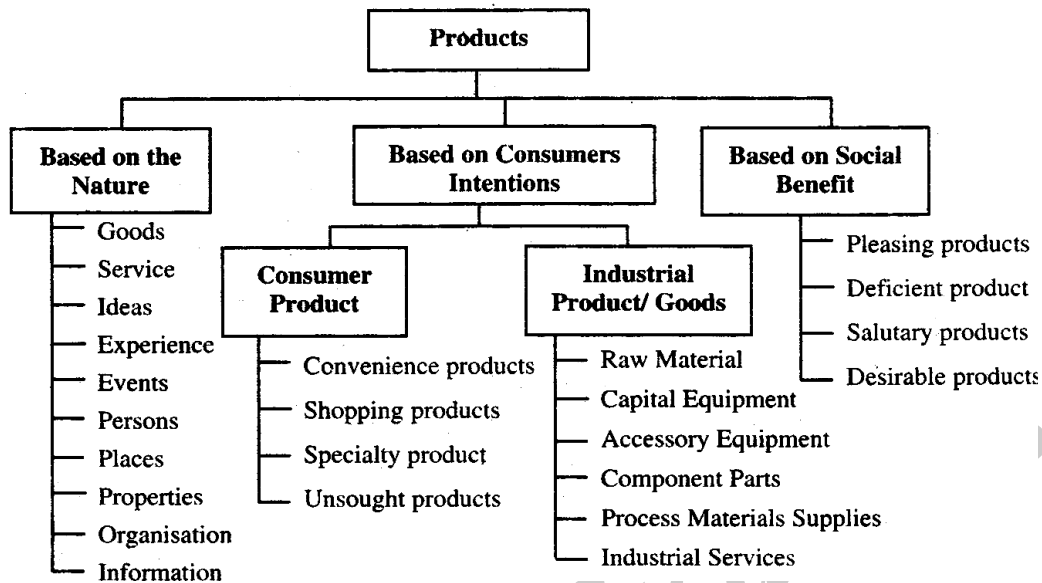 Products
Based on the
Nature
Goods
Service
Ideas
Experience
Events
Persons
Places
Properties
Organisation
Information
Based on Consumers
Intentions
Consumer
Product
Convenience products
Shopping products
Specialty product
Unsought products
Industrial
Product/ Goods
Raw Material
Capital Equipment
Accessory Equipment
Component Parts
Process Materials Supplies
Industrial Services
Based on Social
Benefit
Pleasing products
Deficient product
Salutary products
Desirable products